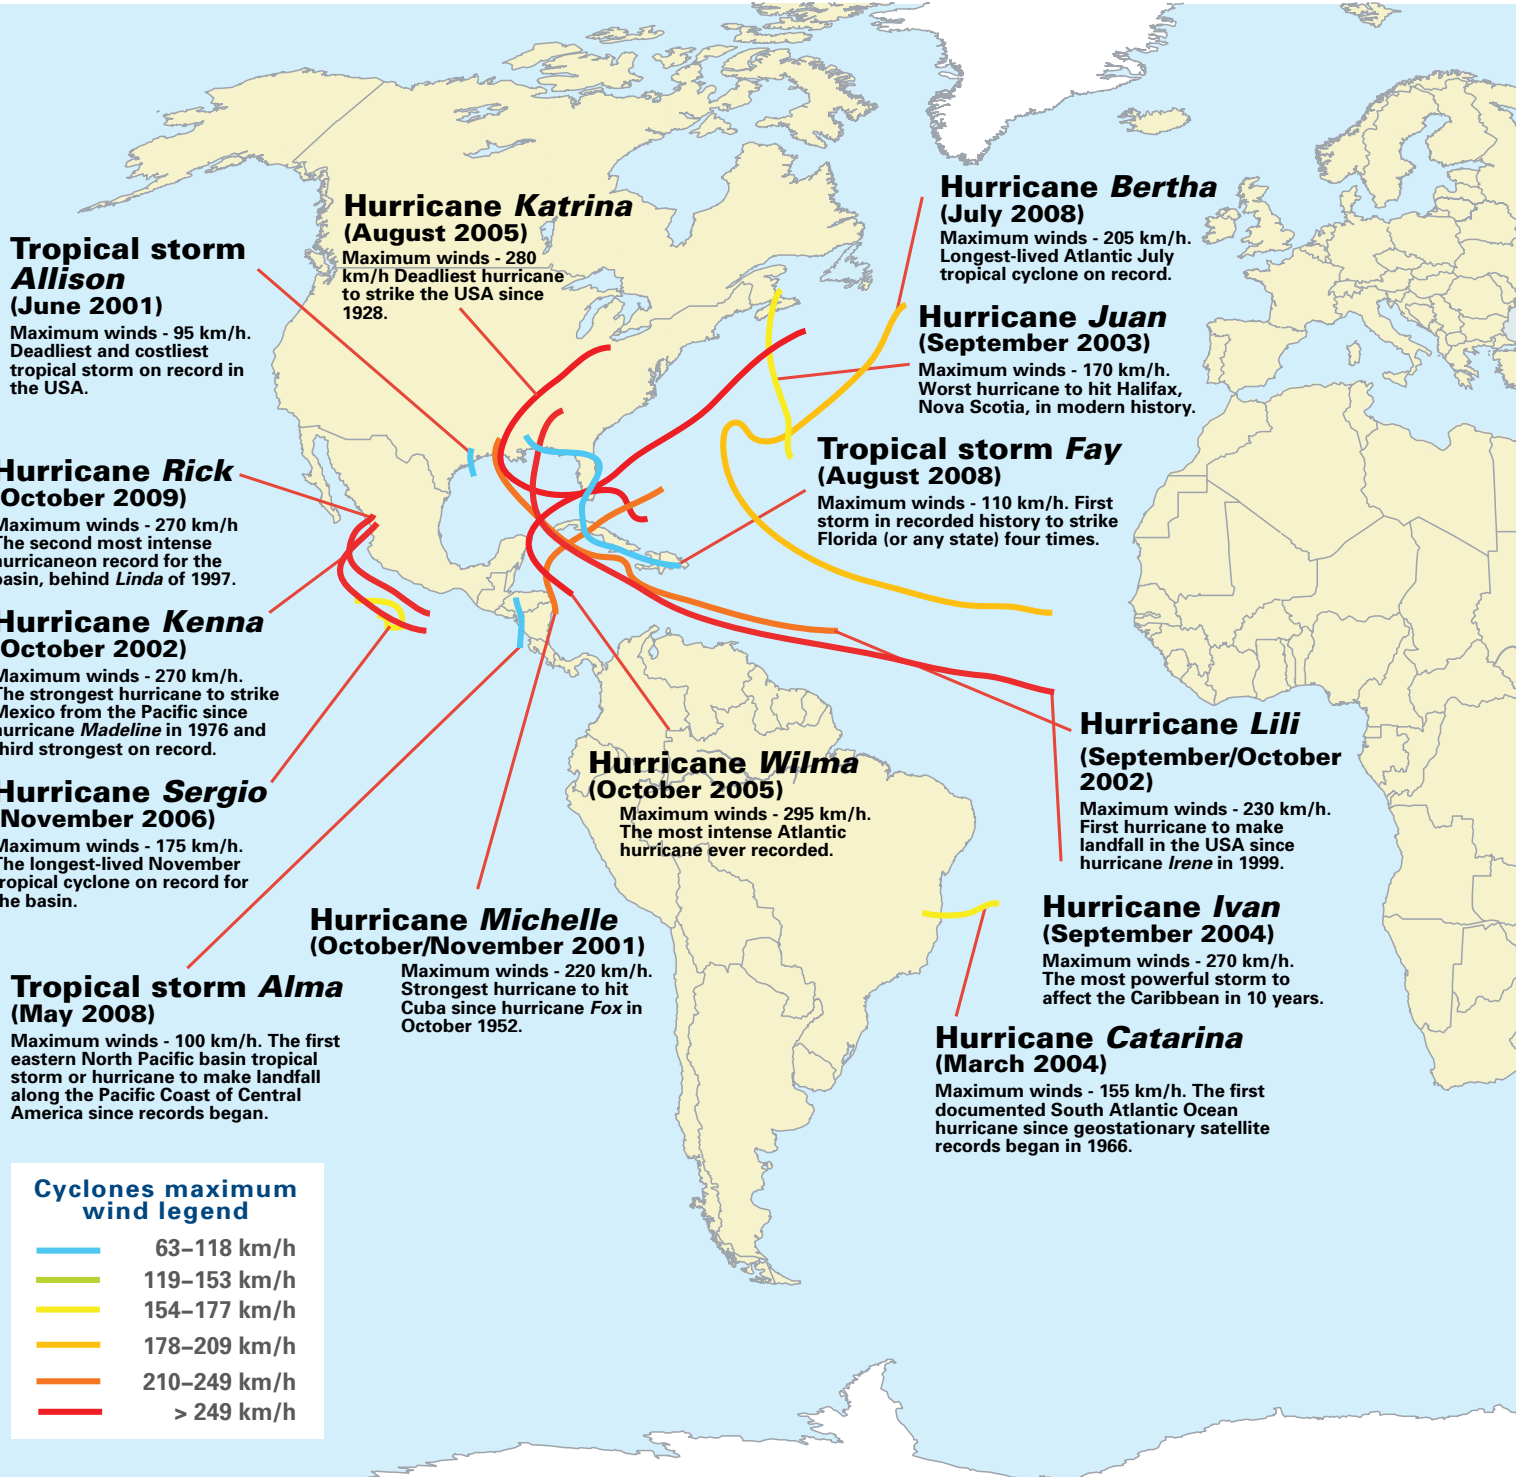 Hurricane Bertha
(July 2008)
Maximum winds - 205 km/h.
Longest-lived Atlantic July
tropical cyclone on record.
Hurricane Katrina
(August 2005)
Maximum winds - 280
km/h Deadliest hurricane
to strike the USA since
1928.
Tropical storm
Allison
(June 2001)
Maximum winds - 95 km/h.
Deadliest and costliest
tropical storm on record in
the USA.
Hurricane Juan
(September 2003)
Maximum winds - 170 km/h.
Worst hurricane to hit Halifax,
Nova Scotia, in modern history.
Tropical storm Fay
(August 2008)
Maximum winds - 110 km/h. First
storm in recorded history to strike
Florida (or any state) four times.
Hurricane Rick
October 2009)
Maximum winds - 270 km/h
The second most intense
hurricaneon record for the
basin, behind Linda of 1997.
Hurricane Kenna
October 2002)
Maximum winds - 270 km/h.
The strongest hurricane to strike
Mexico from the Pacific since
hurricane Madeline in 1976 and
third strongest on record.
Hurricane Sergio
November 2006)
Maximum winds - 175 km/h.
The longest-lived November
tropical cyclone on record for
the basin.
Hurricane Lili
(September/October
2002)
Maximum winds - 230 km/h.
First hurricane to make
landfall in the USA since
hurricane Irene in 1999.
Hurricane Wilma
(October 2005)
Maximum winds - 295 km/h.
The most intense Atlantic
hurricane ever recorded.
Hurricane Michelle
(October/November 2001)
Maximum winds - 220 km/h.
Strongest hurricane to hit
Cuba since hurricane Fox in
October 1952.
Hurricane Ivan
(September 2004)
Maximum winds - 270 km/h.
The most powerful storm to
affect the Caribbean in 10 years.
Tropical storm Alma
(May 2008)
Maximum winds - 100 km/h. The first
eastern North Pacific basin tropical
storm or hurricane to make landfall
along the Pacific Coast of Central
America since records began.
Hurricane Catarina
(March 2004)
Maximum winds - 155 km/h. The first
documented South Atlantic Ocean
hurricane since geostationary satellite
records began in 1966.
Cyclones maximum
wind legend
63–118 km/h
119–153 km/h
154–177 km/h
178–209 km/h
210–249 km/h
> 249 km/h